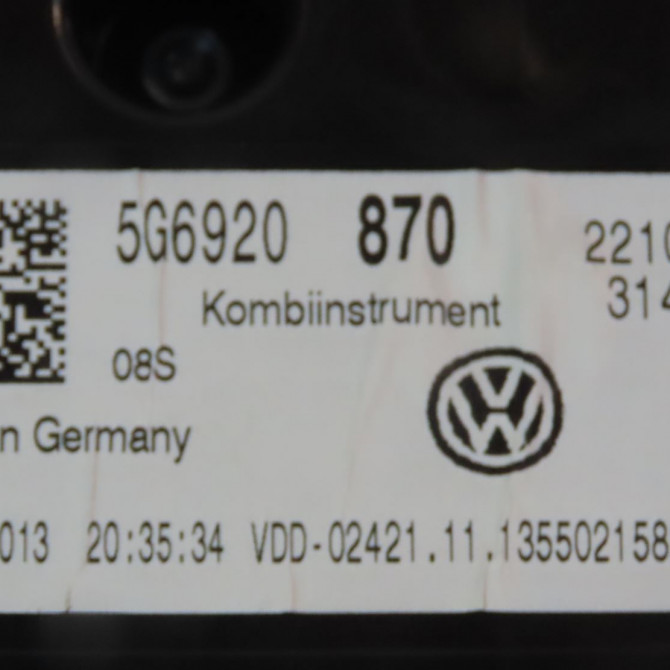 5G6920 870 2210
Kombiinstrument 314
08S
n Germany
013 20:35:34 VDD-02421.11.135502158